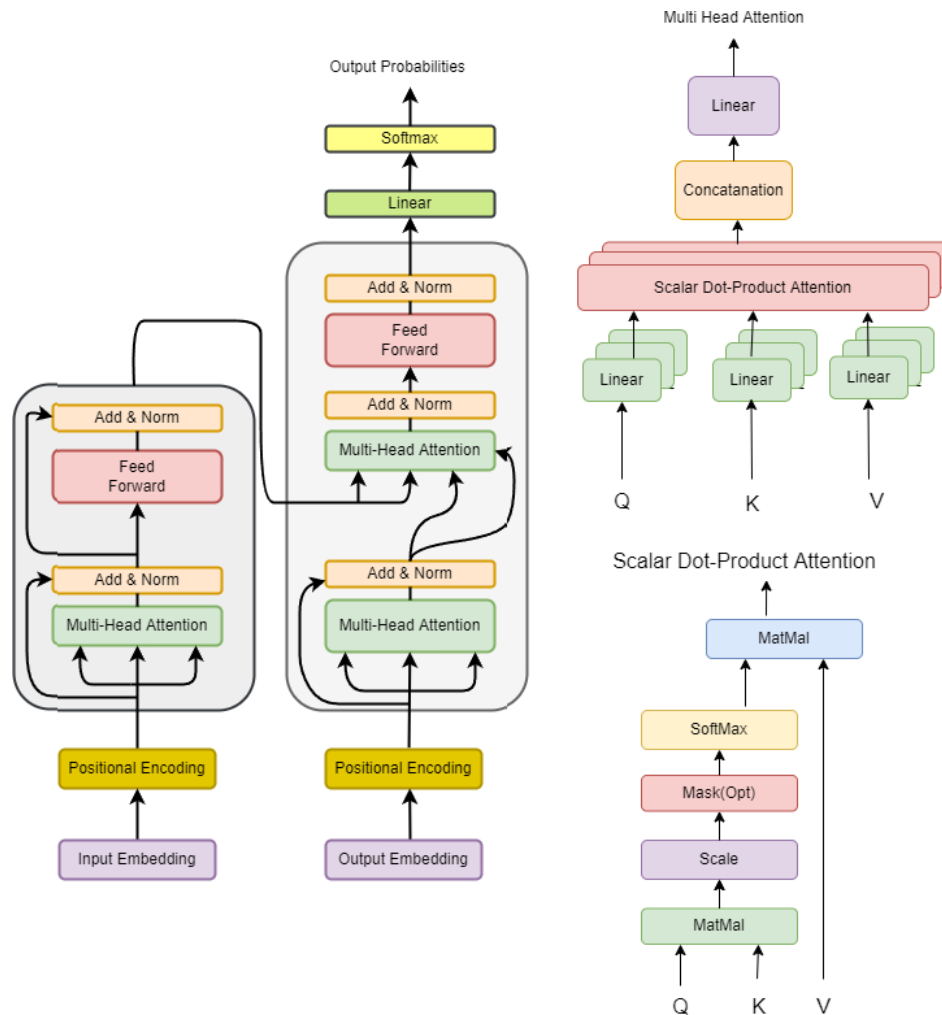 Output Probabilities
Softmax
Linear
Add & Norm
Feed
Forward
Add & Norm
Multi-Head Attention
Add & Norm
Multi-Head Attention
Positional Encoding
Output Embedding
Add & Norm
Feed
Forward
Add & Norm
Multi-Head Attention
Positional Encoding
Input Embedding
Multi Head Attention
Linear
Concatanation
Scalar Dot-Product Attention
Linear
Linear
Linear
Q
K
V
Scalar Dot-Product Attention
MatMal
SoftMax
Mask(Opt)
Scale
MatMal
Q
K
V